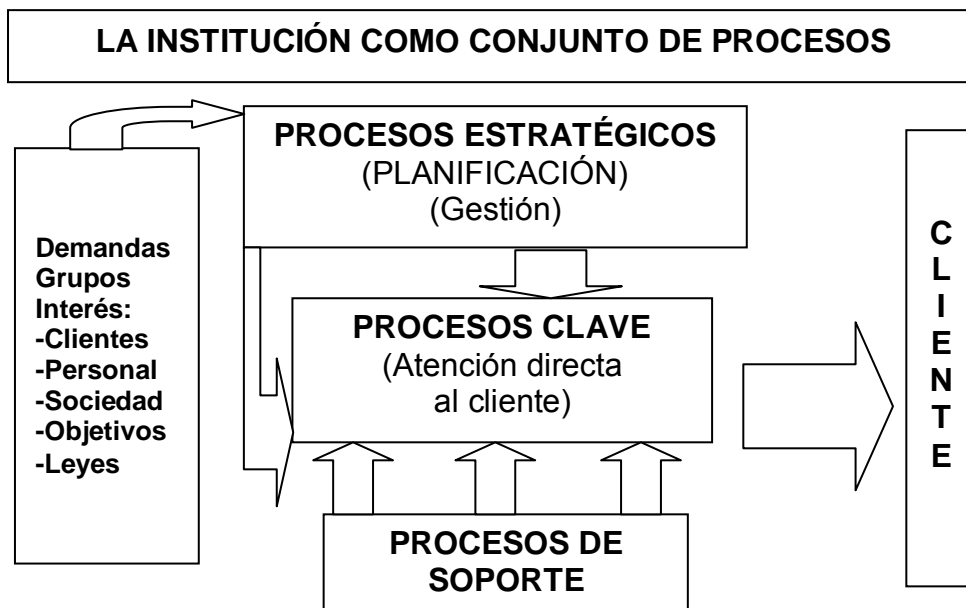 LA INSTITUCIÓN COMO CONJUNTO DE PROCESOS
PROCESOS ESTRATÉGICOS
(PLANIFICACIÓN)
(Gestión)
Demandas
Grupos
Interés:
-Clientes
-Personal
-Sociedad
-Objetivos
-Leyes
PROCESOS CLAVE
(Atención directa
al cliente)
PROCESOS DE
SOPORTE
C
L
I
E
N
T
E